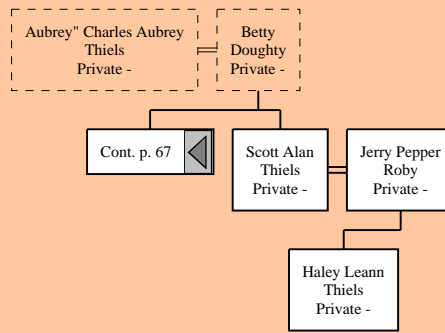 Aubrey" Charles Aubrey
Thiels
Private -
Betty
Doughty
Private -
Cont. p. 67
Scott Alan
Thiels
Private -
Jerry Pepper
Roby
Private -
Haley Leann
Thiels
Private -